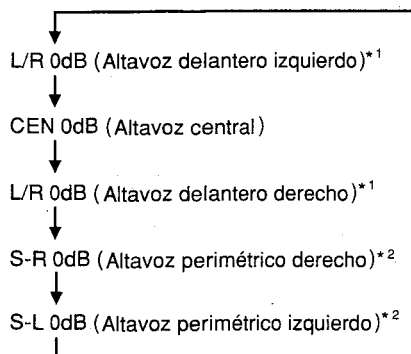 L/R 0dB (Altavoz delantero izquierdo)*1
CEN 0dB (Altavoz central)
L/R 0dB (Altavoz delantero derecho)*1
S-R 0dB (Altavoz perimétrico derecho)*2
S-L 0dB (Altavoz perimétrico izquierdo)*2